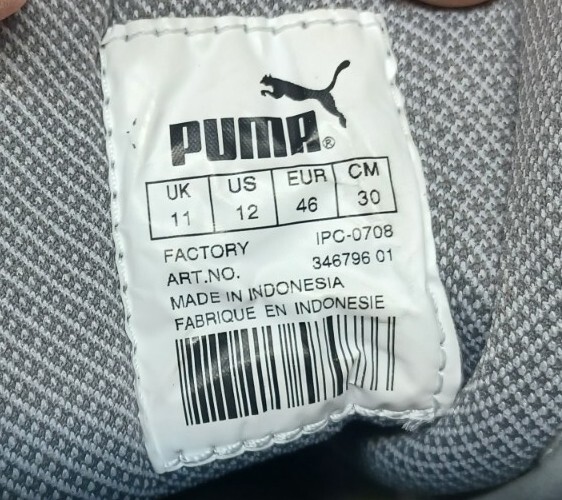 PUMA®
UK US EUR CM
11 12 46 30
FACTORY IPC-0708
ART.NO. 346796 01
MADE IN INDONESIA
FABRIQUE EN INDONESIE